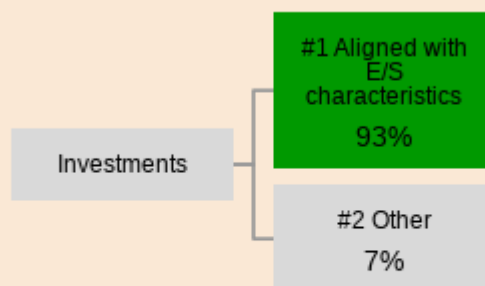 #1 Aligned with
E/S
characteristics
93%
Investments
#2 Other
7%